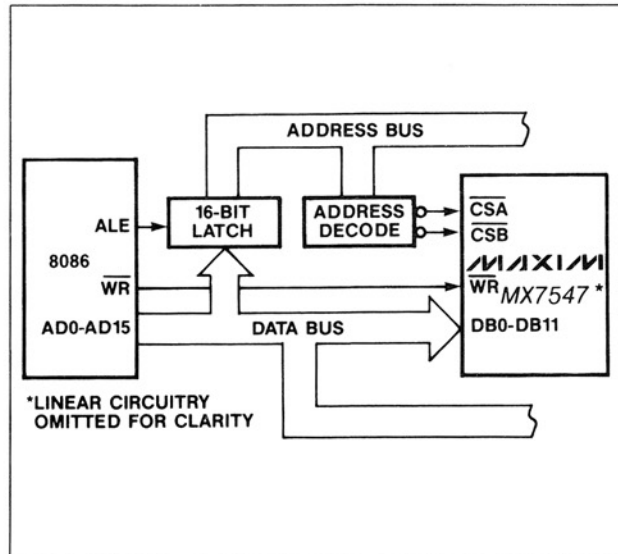 ADDRESS BUS
ALE
16-BIT
LATCH
ADDRESS
DECODE
CSA
CSB
8086
MAXIM
WR
WR
MX7547 *
AD0-AD15
DATA BUS
DB0-DB11
*LINEAR CIRCUITRY
OMITTED FOR CLARITY